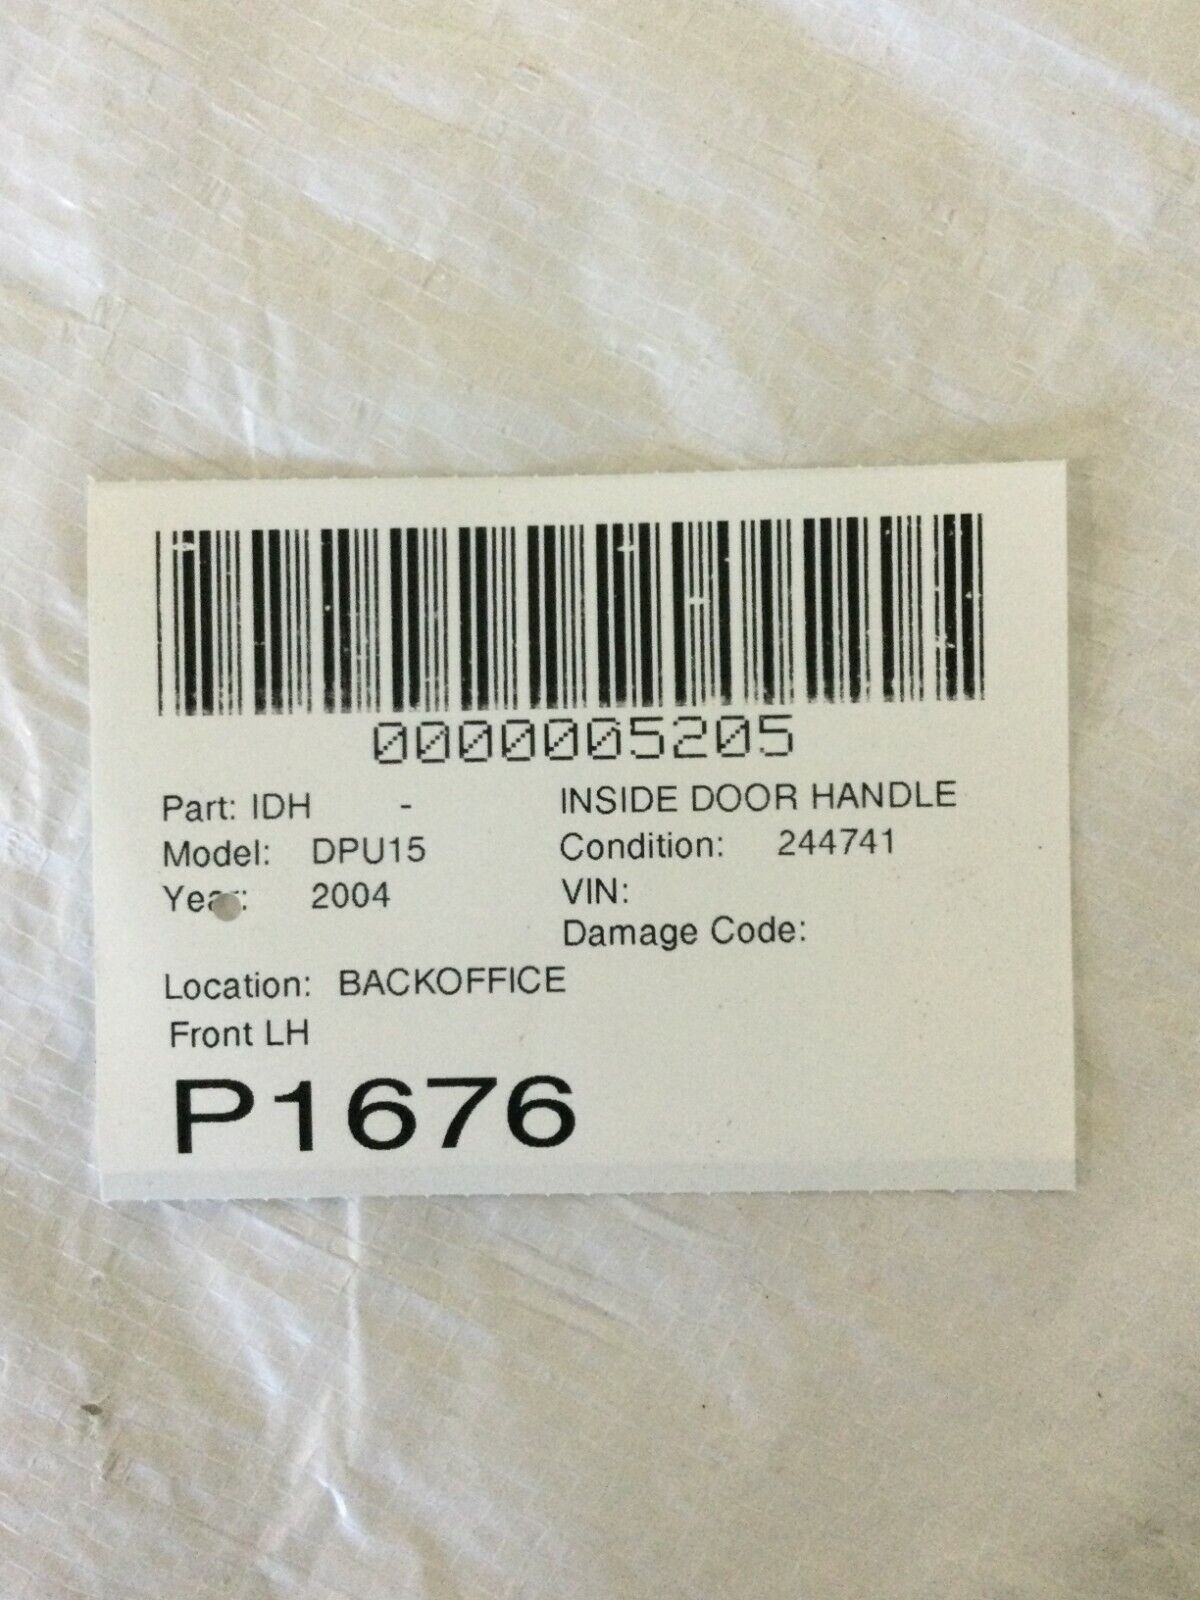 0000005205
Part: IDH - INSIDE DOOR HANDLE
Model: DPU15 Condition: 244741
Year: 2004 VIN:
Damage Code:
Location: BACKOFFICE
Front LH
P1676